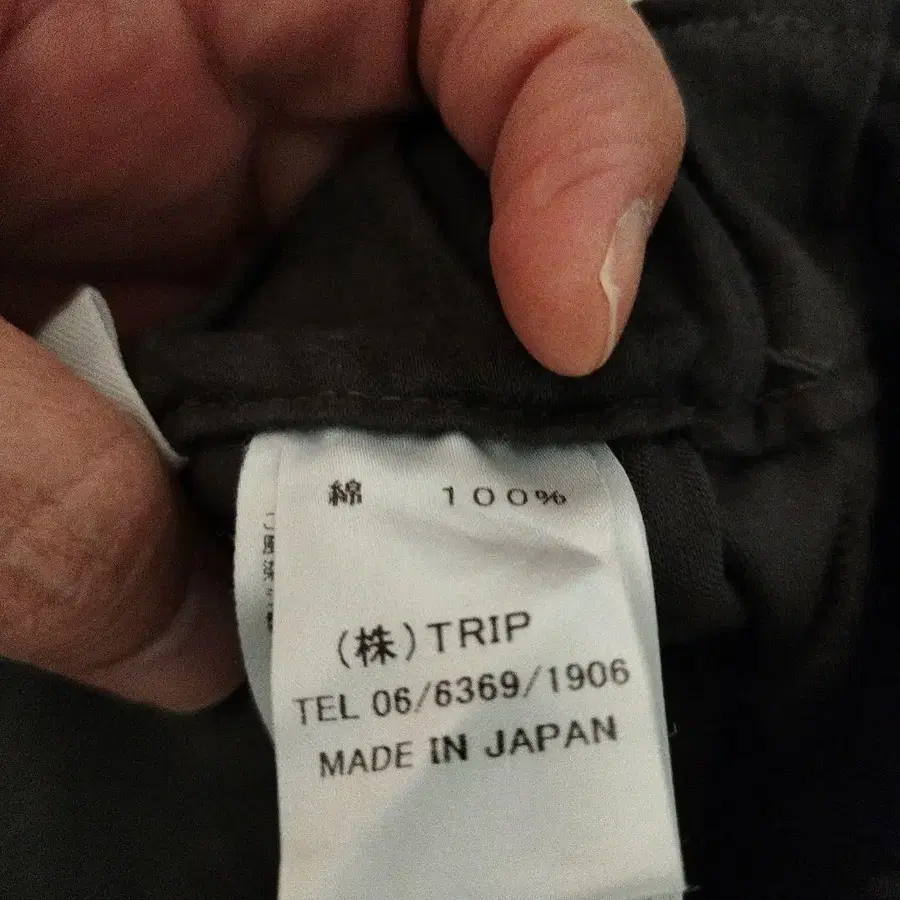 綿 100%
(株)TRIP
TEL 06/6369/1906
MADE IN JAPAN